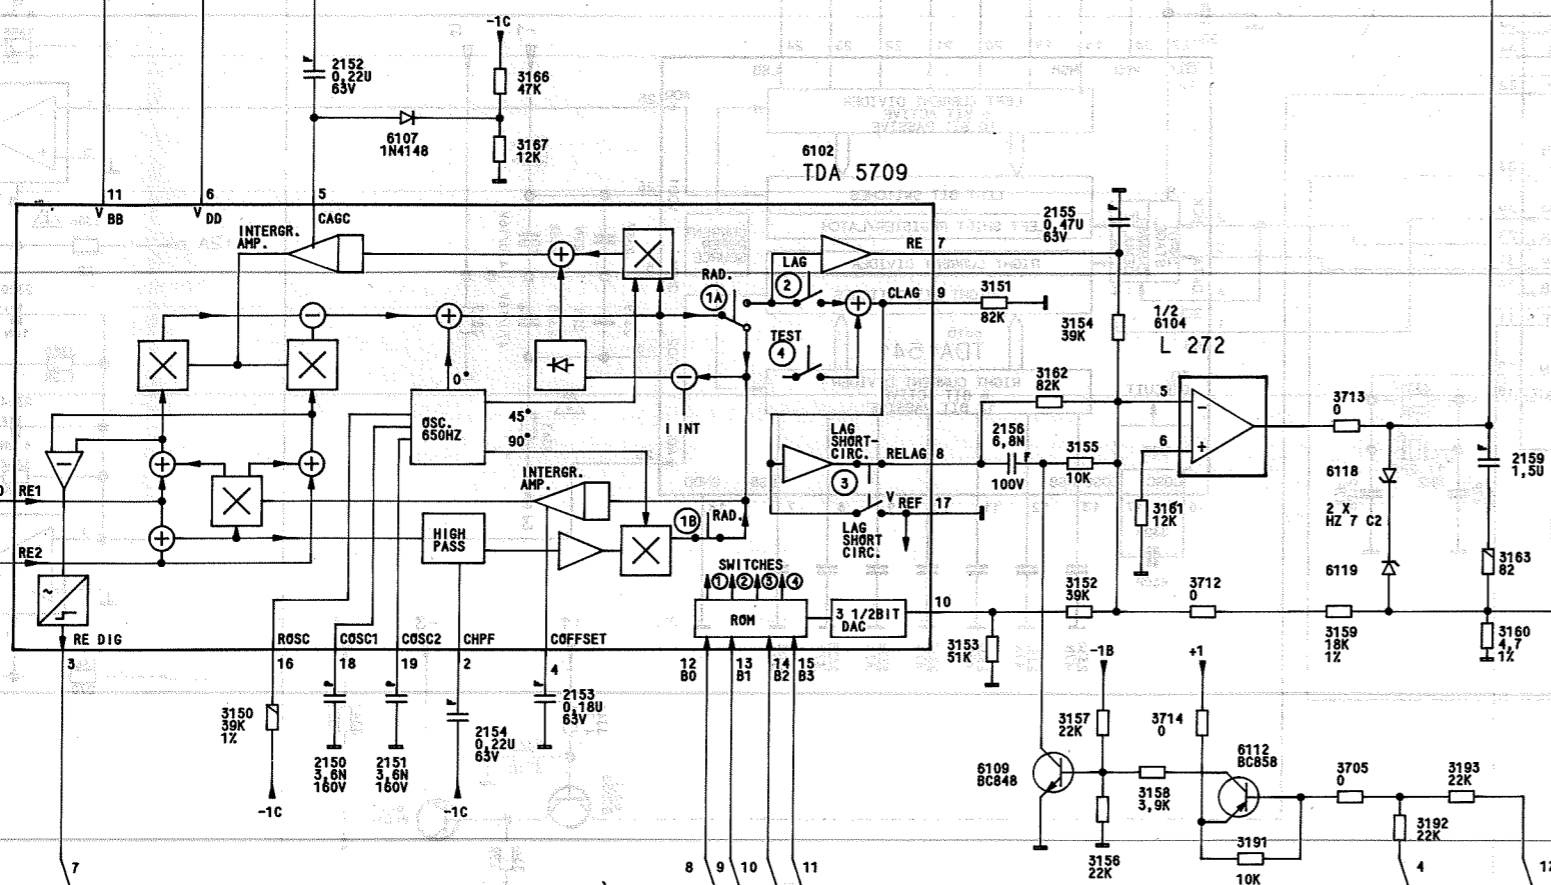 -1C
2152
0,22U
63V
3166
47K
6107
1N4148
3167
12K
6102
TDA 5709
11
6
5
V BB
V DD
CAGC
INTERGR.
AMP.
RE 7
2155
0,47U
63V
RAD.
1A
LAG
2
CLAG 9
3151
82K
TEST
4
3154
39K
1/2
6104
L 272
0°
OSC.
650HZ
45°
90°
I INT
3162
82K
5
6
3713
0
LAG
SHORT-
CIRC.
3
RELAG 8
2156
6,8N
100V
3155
10K
6118
2 X
HZ 7 C2
6119
2159
1,5U
RE1
RE2
INTERGR.
AMP.
HIGH
PASS
1B
RAD.
V REF 17
LAG
SHORT
CIRC.
3161
12K
3163
82
SWITCHES
1 2 3 4
ROM
3 1/2BIT
DAC
10
3152
39K
3712
0
3159
18K
1%
3160
4,7
1%
RE DIG
3
ROSC
16
COSC1
18
COSC2
19
CHPF
2
COFFSET
4
12
B0
13
B1
14
B2
15
B3
3153
51K
-1B
+1
3150
39K
1%
2150
3,6N
160V
2151
3,6N
160V
2154
0,22U
63V
2153
0,18U
63V
3157
22K
3714
0
-1C
-1C
6109
BC848
3158
3,9K
6112
BC858
3705
0
3193
22K
3192
22K
3156
22K
3191
10K
7
8
9
10
11
4